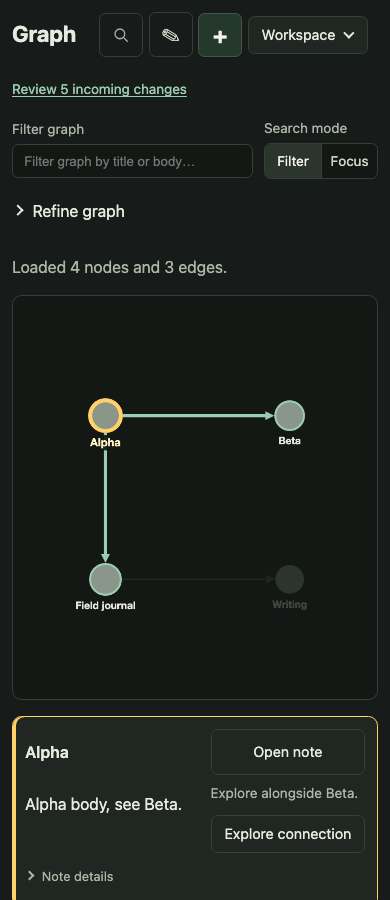 Graph
Workspace
Review 5 incoming changes
Filter graph
Search mode
Filter graph by title or body...
Filter
Focus
Refine graph
Loaded 4 nodes and 3 edges.
Alpha
Beta
Field journal
Writing
Alpha
Open note
Explore alongside Beta.
Alpha body, see Beta.
Explore connection
Note details